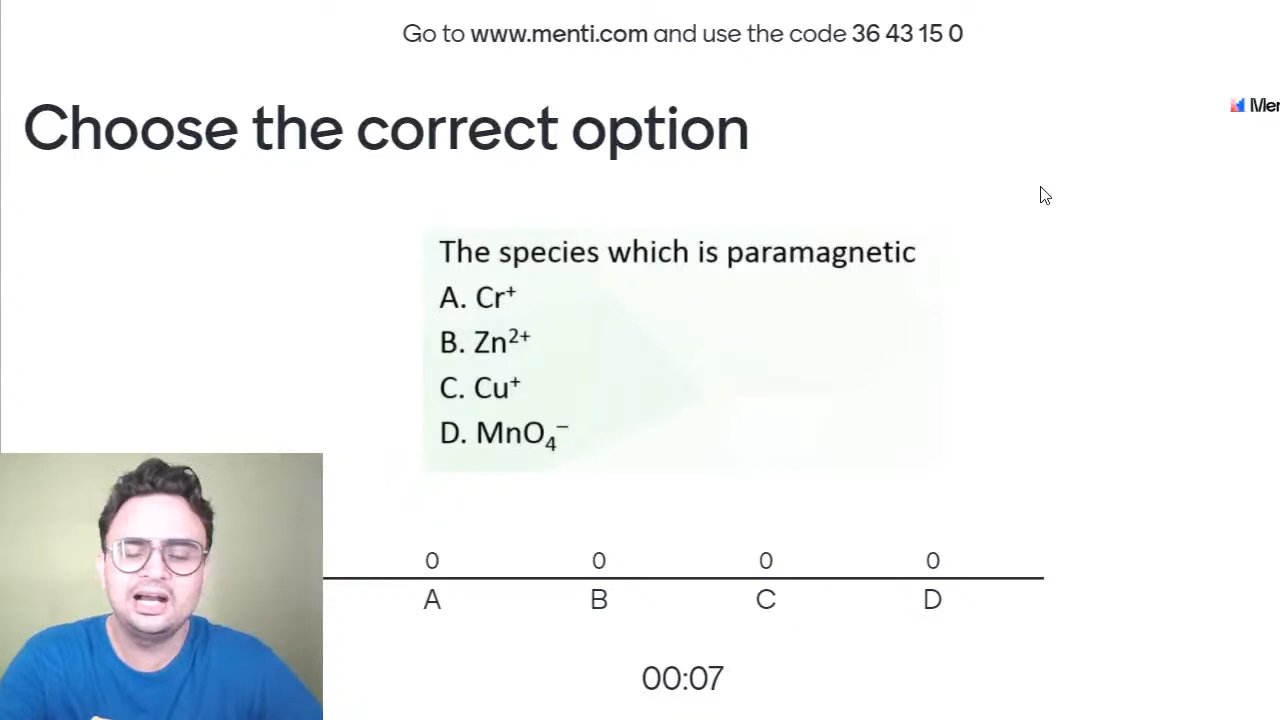 Go to www.menti.com and use the code 36 43 15 0
Mer
Choose the correct option
The species which is paramagnetic
A. Cr⁺
B. Zn²⁺
C. Cu⁺
D. MnO₄⁻
0 0 0 0
A B C D
00:07